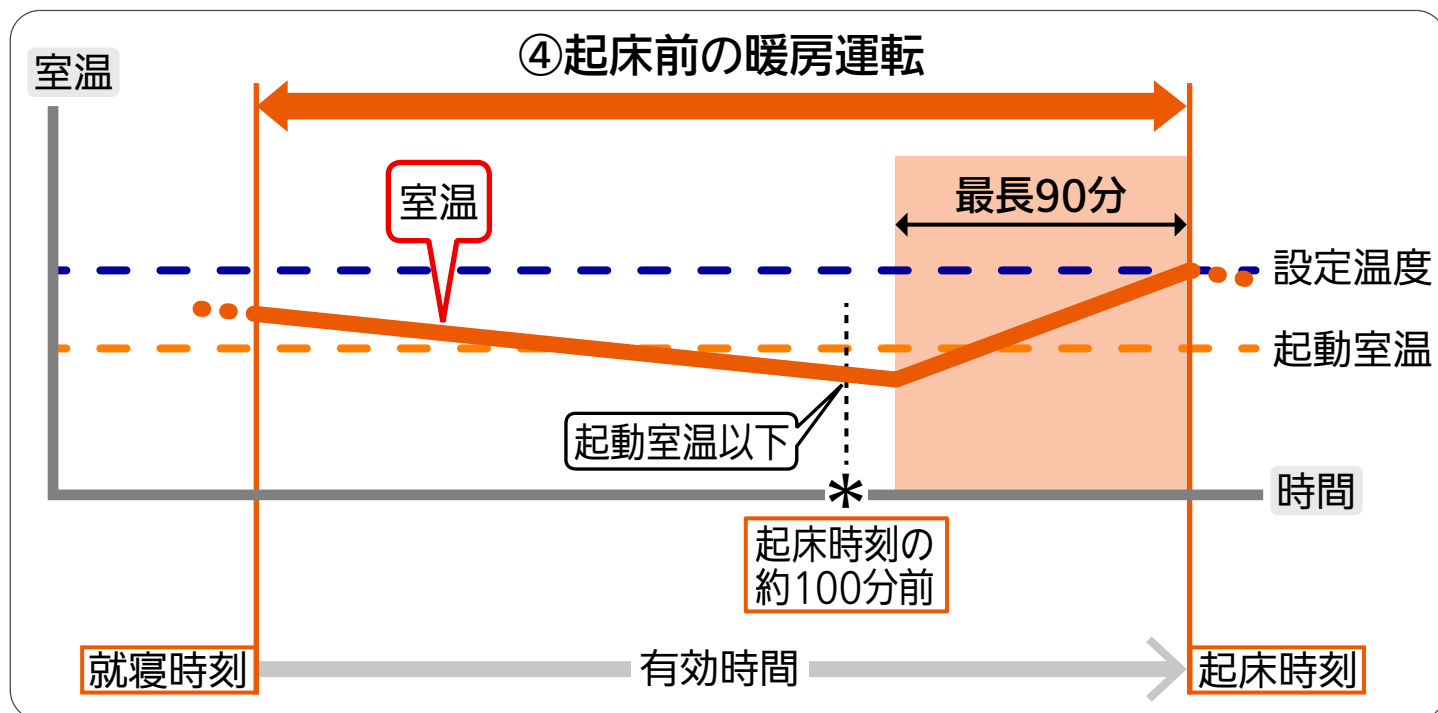 ④起床前の暖房運転
室温
室温
最長90分
設定温度
起動室温
起動室温以下
*
時間
起床時刻の
約100分前
就寝時刻
有効時間
起床時刻